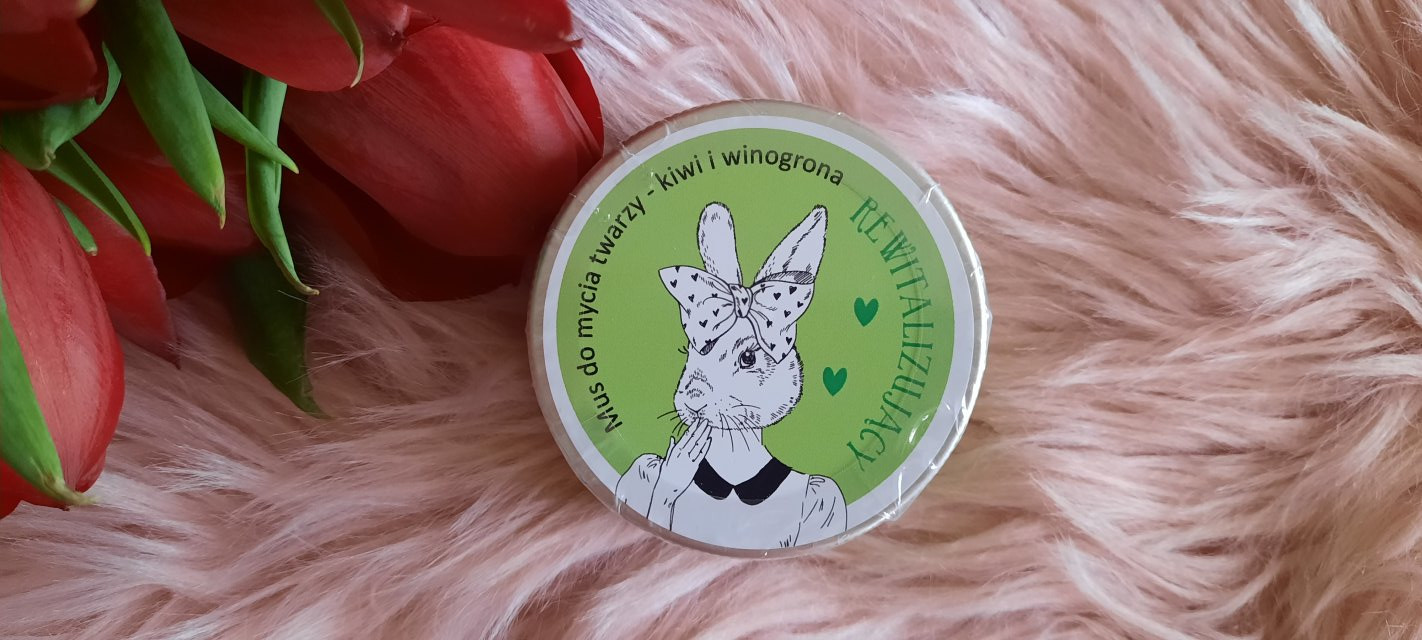 Mus do mycia twarzy - kiwi i winogrona
REWITALIZUJĄCY